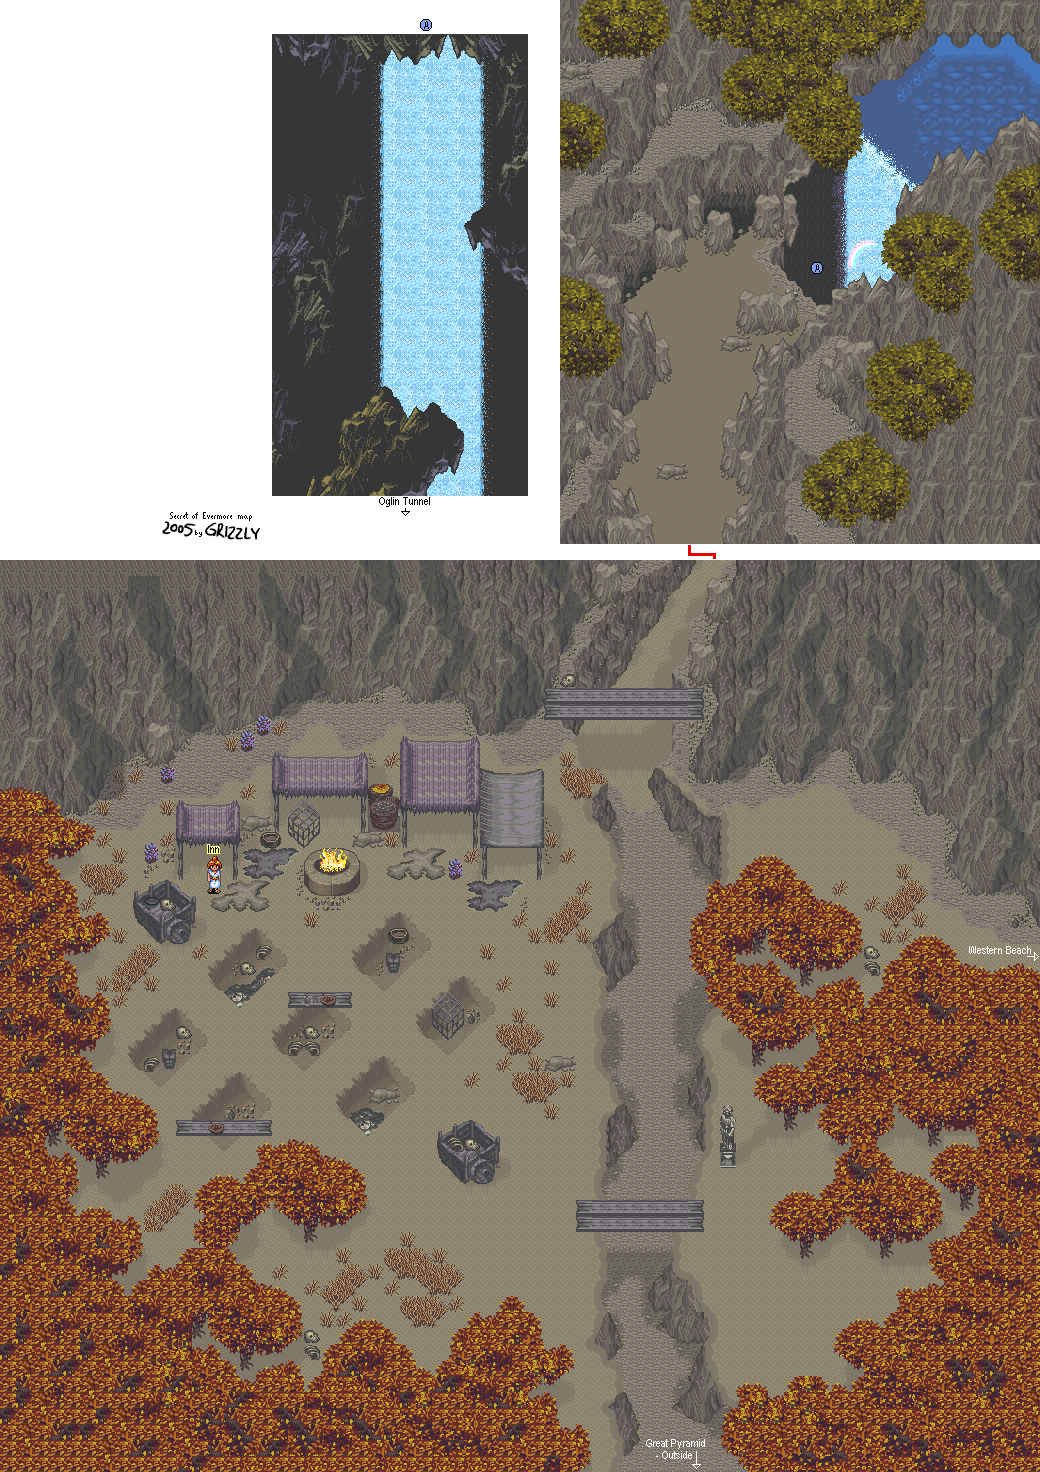 A
A
Oglin Tunnel
Secret of Evermore map
2005 by GRIZZLY
Inn
Western Beach
Great Pyramid
- Outside